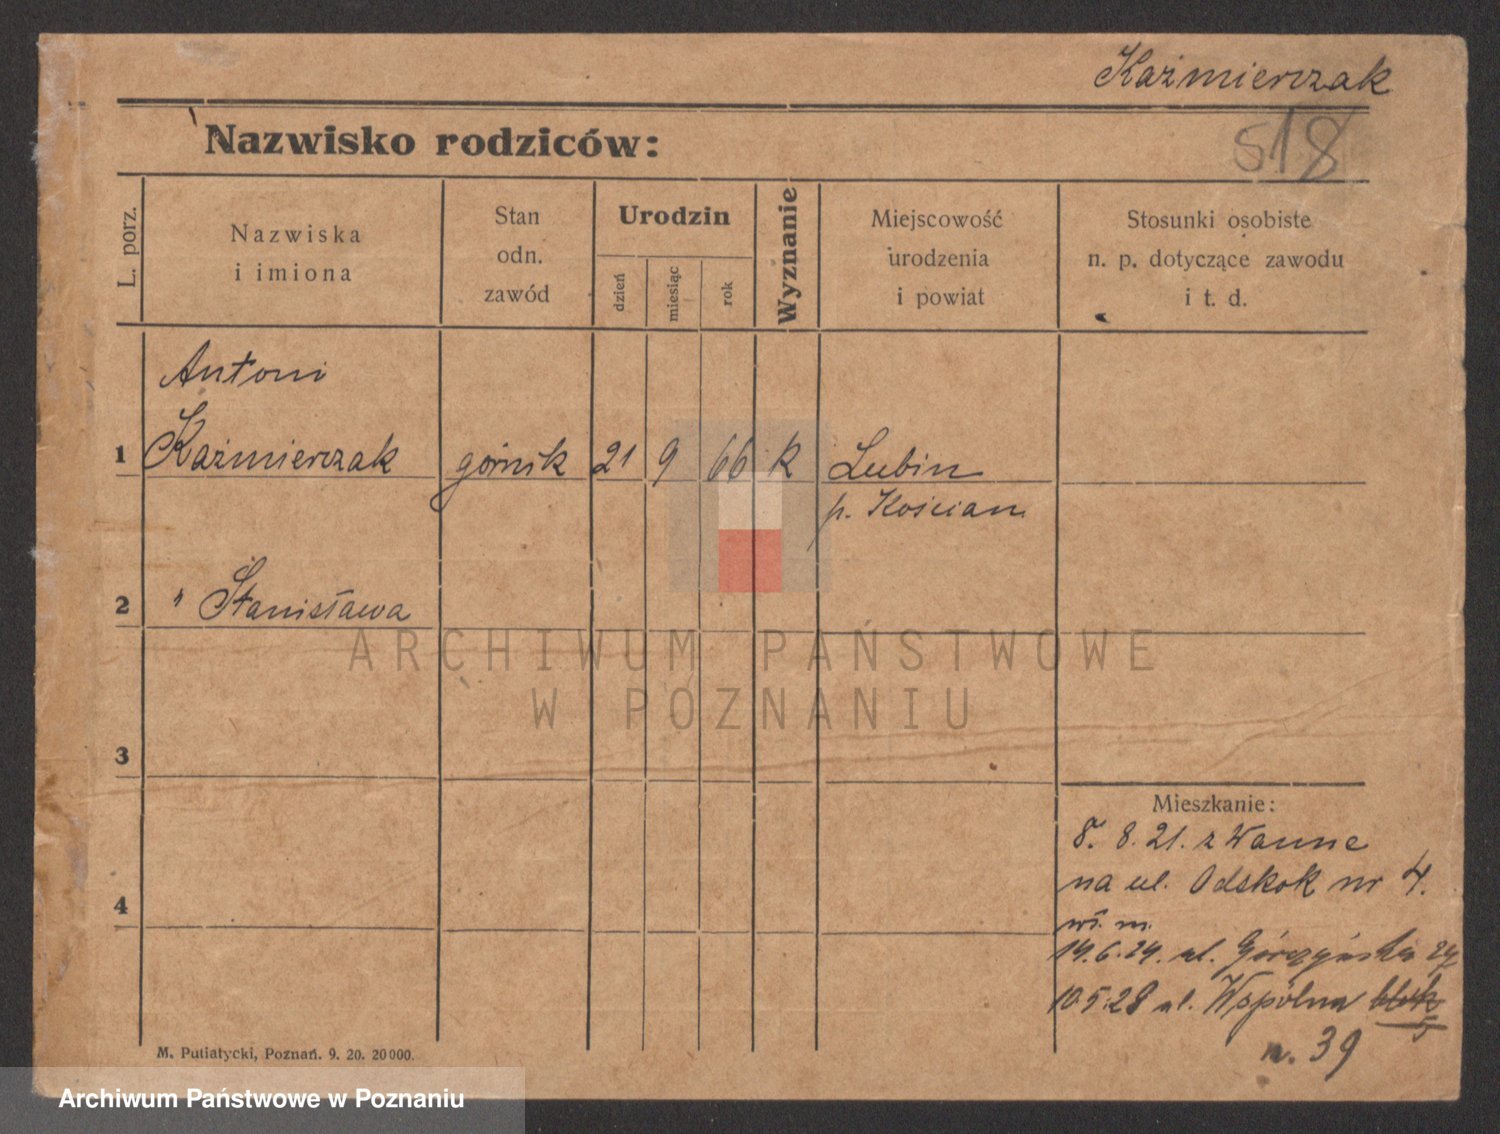 Kaźmierczak
518
Nazwisko rodziców:
L. porz.
Nazwiska
i imiona
Stan
odn.
zawód
Urodzin
dzień
miesiąc
rok
Wyznanie
Miejscowość
urodzenia
i powiat
Stosunki osobiste
n. p. dotyczące zawodu
i t. d.
Antoni
1 Kaźmierczak górnik 21 9 66 k Lubin
p. Kościan
2 " Stanisława
ARCHIWUM PAŃSTWOWE
W POZNANIU
3
Mieszkanie:
8. 8. 21. z Wanne
na ul. Odskok nr 4.
4
14.6.24. ul. Górczyńska
10.5.28 ul. Wspólna blok
5
n. 39
M. Putiatycki, Poznań. 9. 20. 20000.
Archiwum Państwowe w Poznaniu